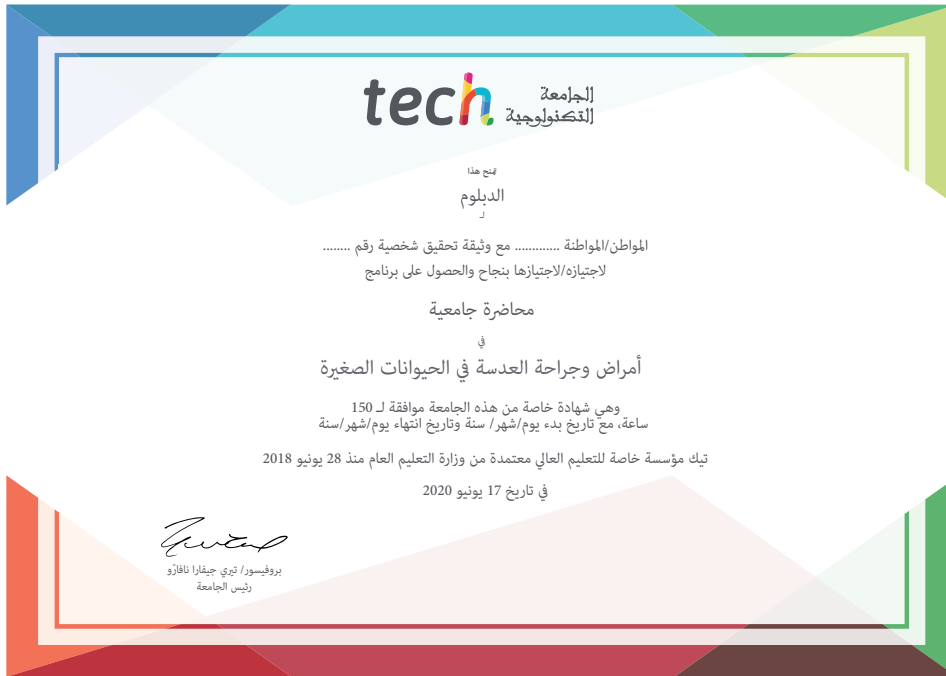 tech الجامعة
التكنولوجية
يمنح هذا
الدبلوم
لـ
المواطن/المواطنة ............ مع وثيقة تحقيق شخصية رقم ........
لاجتيازه/لاجتيازها بنجاح والحصول على برنامج
محاضرة جامعية
في
أمراض وجراحة العدسة في الحيوانات الصغيرة
وهي شهادة خاصة من هذه الجامعة موافقة لـ 150
ساعة، مع تاريخ بدء يوم/شهر/ سنة وتاريخ انتهاء يوم/شهر/سنة
تيك مؤسسة خاصة للتعليم العالي معتمدة من وزارة التعليم العام منذ 28 يونيو 2018
في تاريخ 17 يونيو 2020
بروفيسور/ تيري جيفارا نافارو
رئيس الجامعة